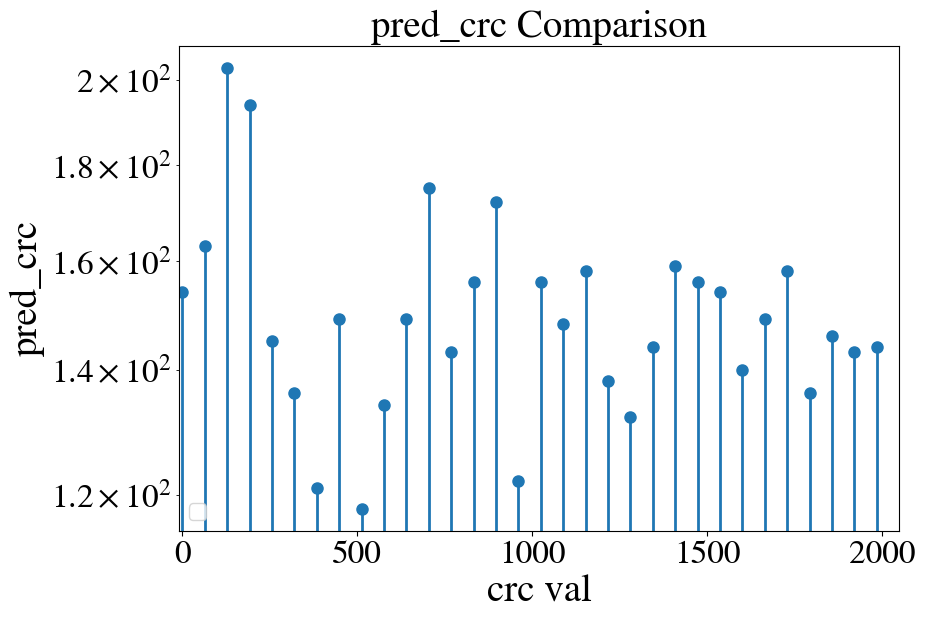 pred_crc Comparison
2×10²
1.8×10²
1.6×10²
1.4×10²
1.2×10²
pred_crc
0 500 1000 1500 2000
crc val